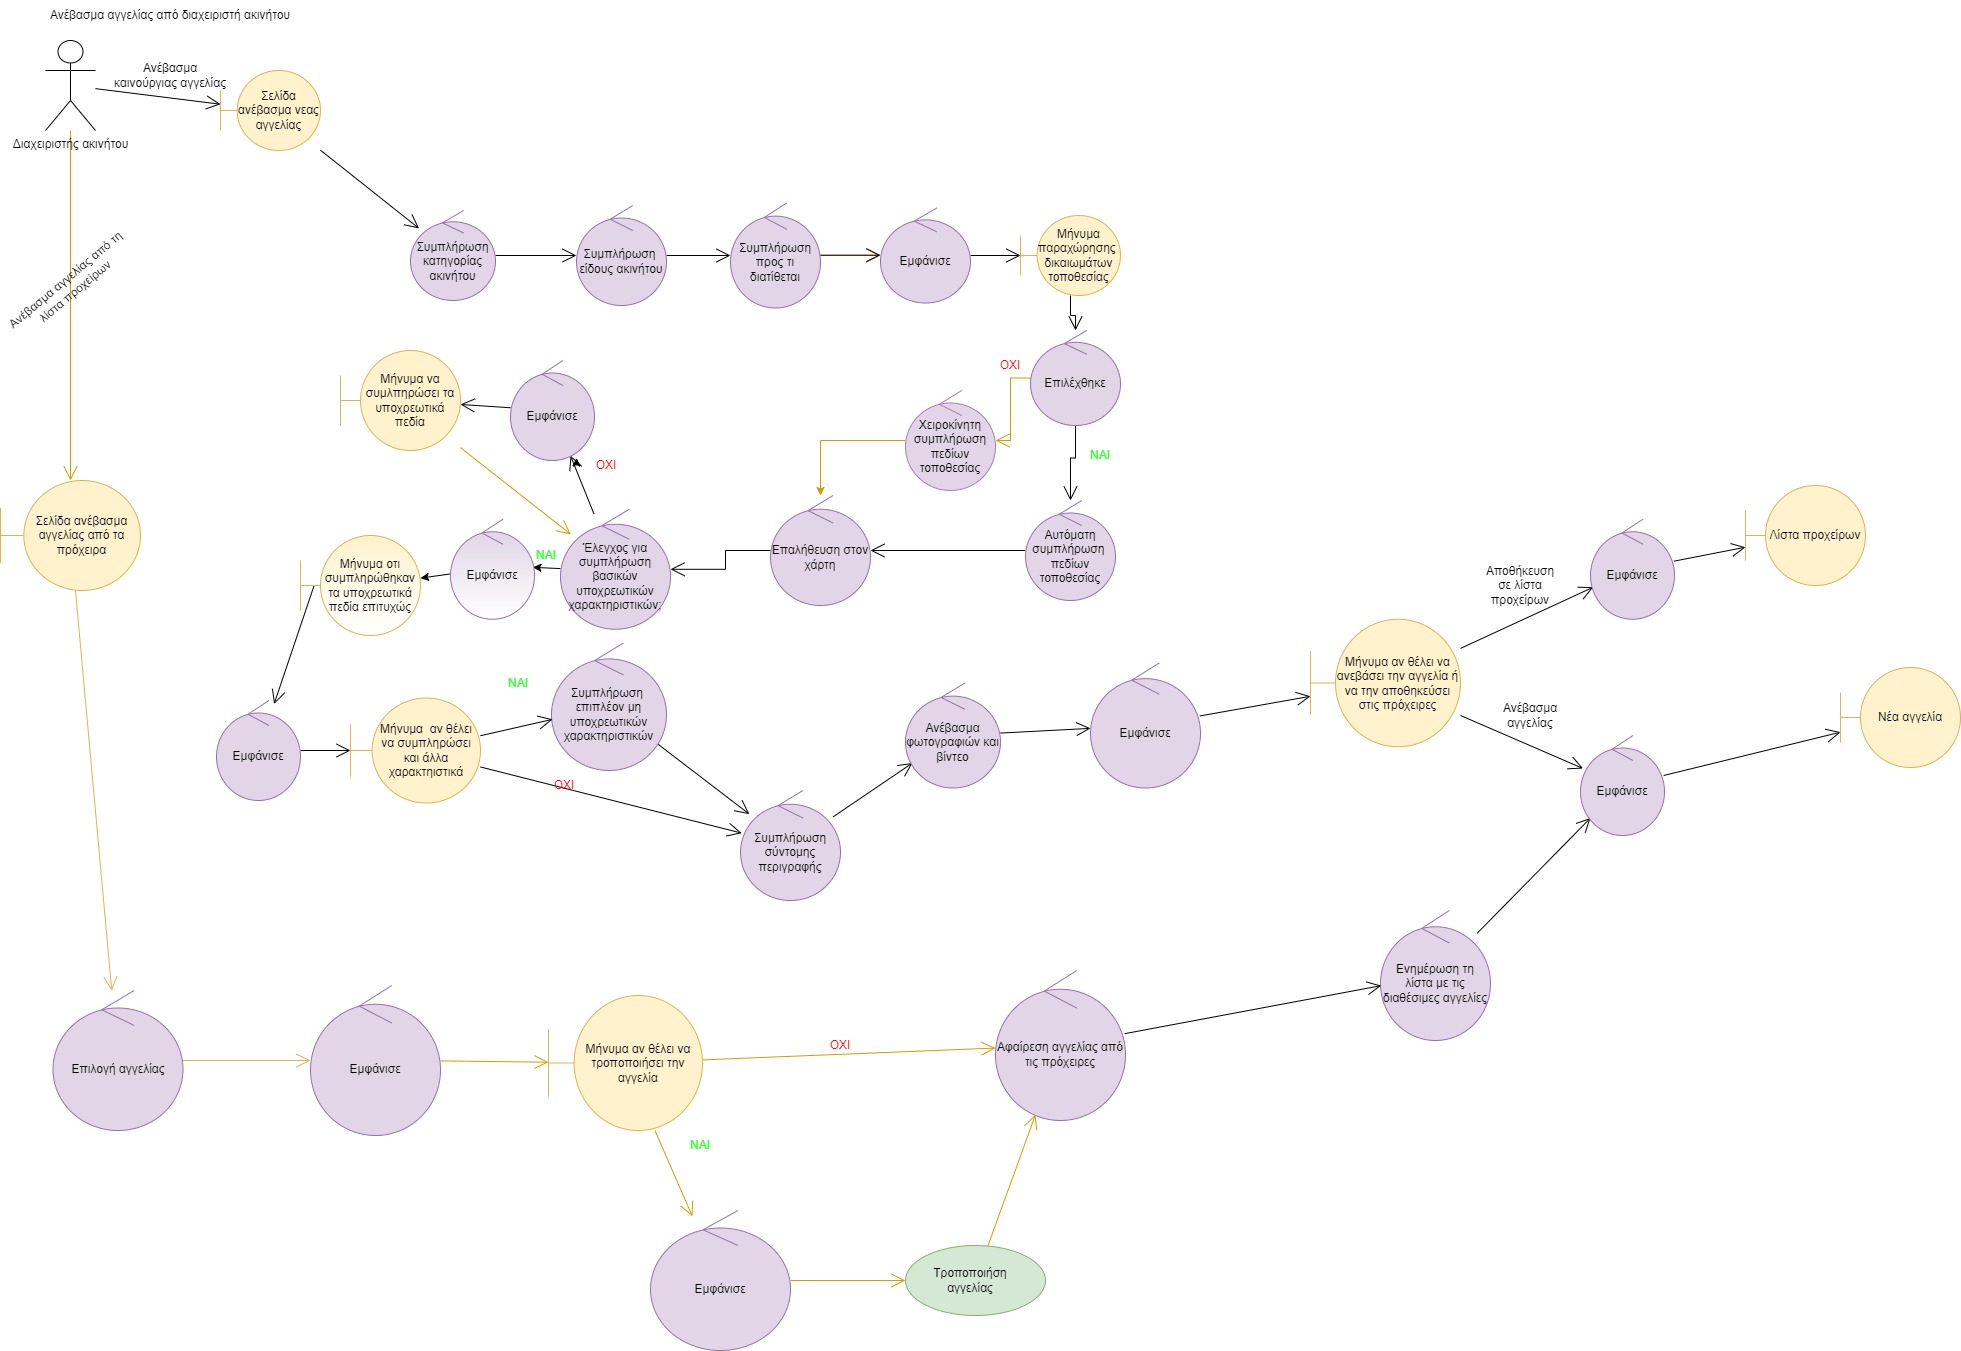 Ανέβασμα αγγελίας από διαχειριστή ακινήτου
Ανέβασμα
καινούργιας αγγελίας
Σελίδα
ανέβασμα νεας
αγγελίας
Διαχειριστής ακινήτου
Ανέβασμα αγγελίας από τη
λίστα προχείρων
Συμπλήρωση
κατηγορίας
ακινήτου
Συμπλήρωση
είδους ακινήτου
Συμπλήρωση
προς τι
διατίθεται
Εμφάνισε
Μήνυμα
παραχώρησης
δικαιωμάτων
τοποθεσίας
ΟΧΙ
Επιλέχθηκε
Μήνυμα να
συμλπηρώσει τα
υποχρεωτικά
πεδία
Εμφάνισε
ΟΧΙ
Χειροκίνητη
συμπλήρωση
πεδίων
τοποθεσίας
ΝΑΙ
Σελίδα ανέβασμα
αγγελίας από τα
πρόχειρα
Μήνυμα οτι
συμπληρώθηκαν
τα υποχρεωτικά
πεδία επιτυχώς
Εμφάνισε
ΝΑΙ
Έλεγχος για
συμπλήρωση
βασικών
υποχρεωτικών
χαρακτηριστικών;
Επαλήθευση στον
χάρτη
Αυτόματη
συμπλήρωση
πεδίων
τοποθεσίας
Αποθήκευση
σε λίστα
προχείρων
Εμφάνισε
Λίστα προχείρων
Εμφάνισε
Μήνυμα  αν θέλει
να συμπληρώσει
και άλλα
χαρακτηιστικά
ΝΑΙ
ΟΧΙ
Συμπλήρωση
επιπλέον μη
υποχρεωτικών
χαρακτηριστικών
Συμπλήρωση
σύντομης
περιγραφής
Ανέβασμα
φωτογραφιών και
βίντεο
Εμφάνισε
Μήνυμα αν θέλει να
ανεβάσει την αγγελία ή
να την αποθηκεύσει
στις πρόχειρες
Ανέβασμα
αγγελίας
Εμφάνισε
Νέα αγγελία
Επιλογή αγγελίας
Εμφάνισε
Μήνυμα αν θέλει να
τροποποιήσει την
αγγελία
ΟΧΙ
Αφαίρεση αγγελίας από
τις πρόχειρες
Ενημέρωση τη
λίστα με τις
διαθέσιμες αγγελίες
ΝΑΙ
Εμφάνισε
Τροποποιήση
αγγελίας